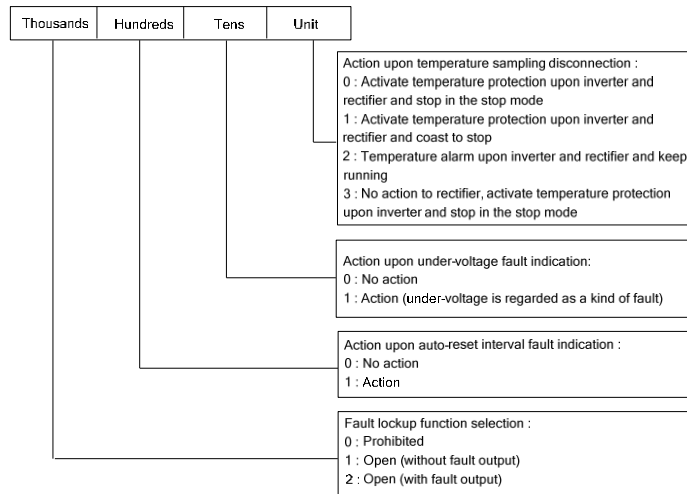 Thousands Hundreds Tens Unit
Action upon temperature sampling disconnection :
0 : Activate temperature protection upon inverter and
rectifier and stop in the stop mode
1 : Activate temperature protection upon inverter and
rectifier and coast to stop
2 : Temperature alarm upon inverter and rectifier and keep
running
3 : No action to rectifier, activate temperature protection
upon inverter and stop in the stop mode
Action upon under-voltage fault indication:
0 : No action
1 : Action (under-voltage is regarded as a kind of fault)
Action upon auto-reset interval fault indication :
0 : No action
1 : Action
Fault lockup function selection :
0 : Prohibited
1 : Open (without fault output)
2 : Open (with fault output)